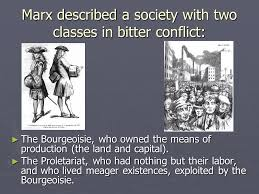 Marx described a society with two
classes in bitter conflict:
► The Bourgeoisie, who owned the means of
production (the land and capital).
► The Proletariat, who had nothing but their labor,
and who lived meager existences, exploited by the
Bourgeoisie.